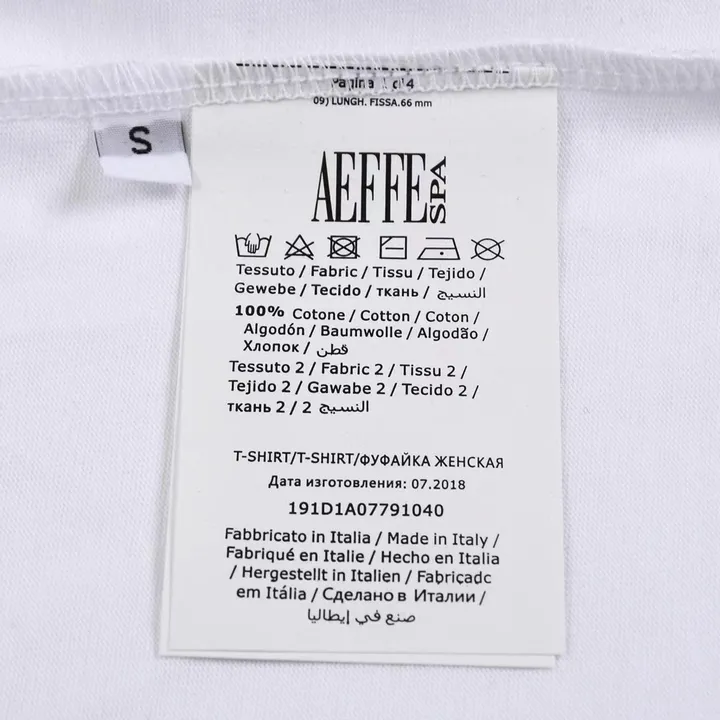 Pagina 1 di 4
09) LUNGH. FISSA.66 mm
S
AEFFE SPA
Tessuto / Fabric / Tissu / Tejido /
Gewebe / Tecido / ткань / النسيج
100% Cotone / Cotton / Coton /
Algodón / Baumwolle / Algodão /
Хлопок / قطن
Tessuto 2 / Fabric 2 / Tissu 2 /
Tejido 2 / Gawabe 2 / Tecido 2 /
ткань 2 / 2 النسيج
T-SHIRT/T-SHIRT/ФУФАЙКА ЖЕНСКАЯ
Дата изготовления: 07.2018
191D1A07791040
Fabbricato in Italia / Made in Italy /
Fabriqué en Italie / Hecho en Italia
/ Hergestellt in Italien / Fabriçadc
em Itália / Сделано в Италии /
صنع في إيطاليا